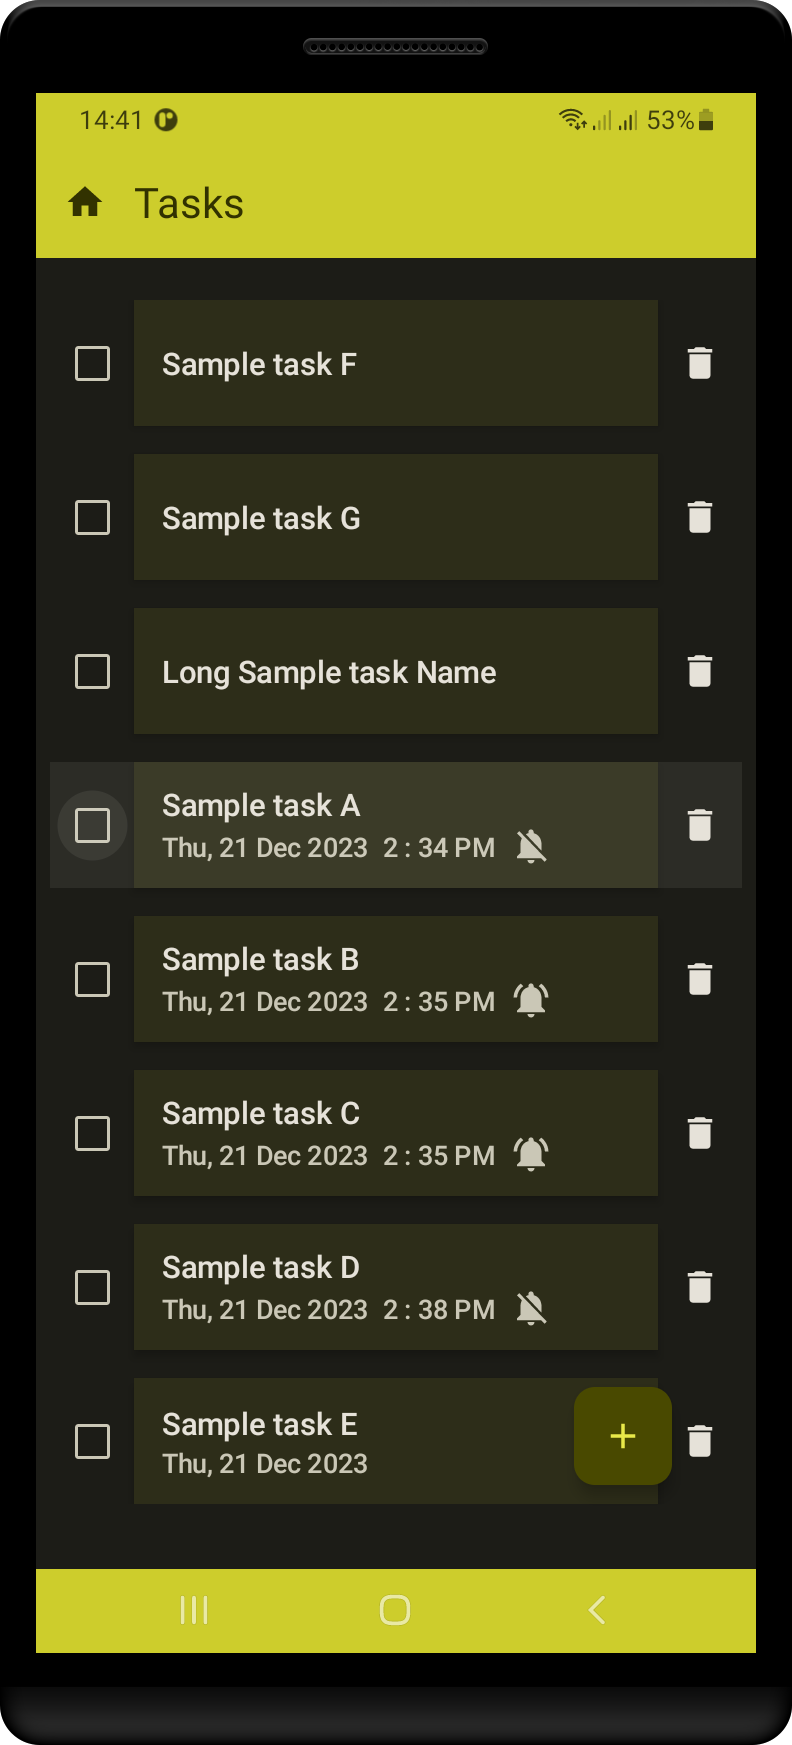 14:41 53%
Tasks
Sample task F
Sample task G
Long Sample task Name
Sample task A
Thu, 21 Dec 2023 2 : 34 PM
Sample task B
Thu, 21 Dec 2023 2 : 35 PM
Sample task C
Thu, 21 Dec 2023 2 : 35 PM
Sample task D
Thu, 21 Dec 2023 2 : 38 PM
Sample task E
Thu, 21 Dec 2023